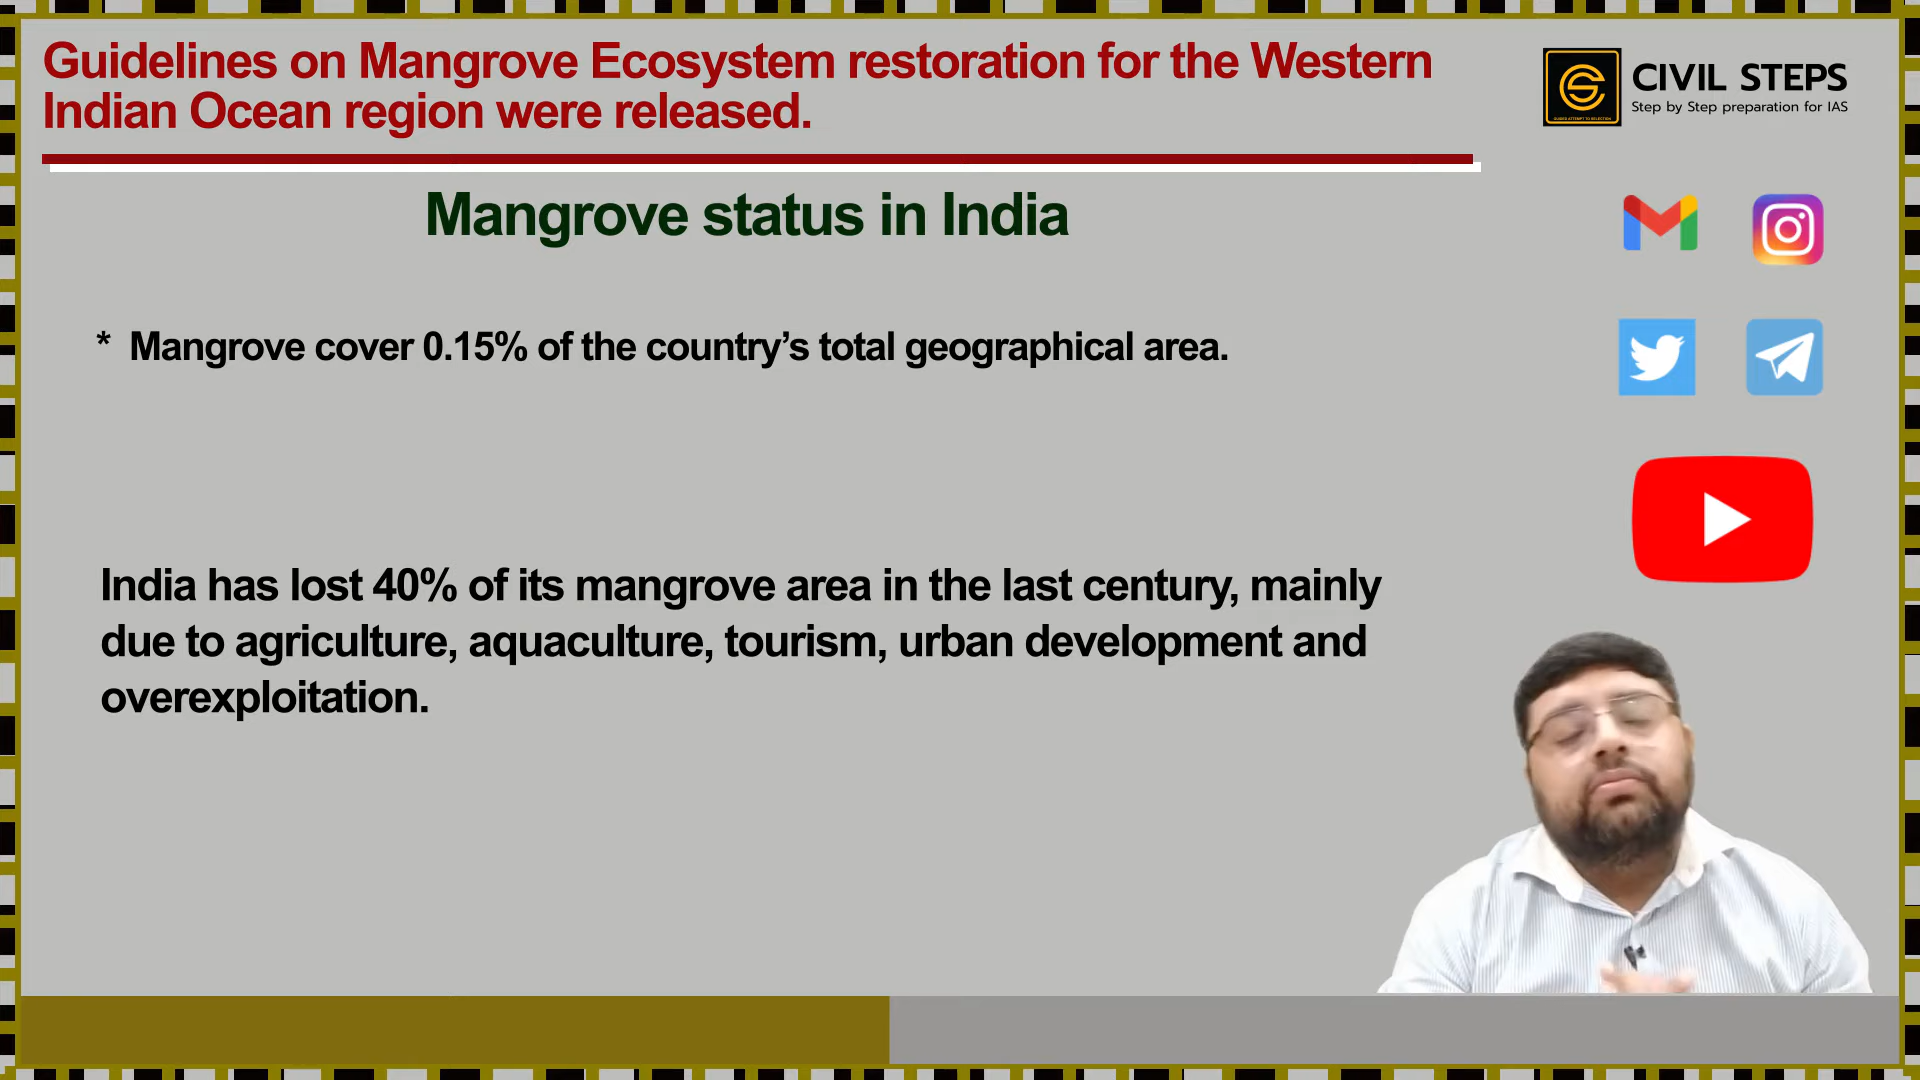 Guidelines on Mangrove Ecosystem restoration for the Western
Indian Ocean region were released.
CIVIL STEPS
Step by Step preparation for IAS
Mangrove status in India
* Mangrove cover 0.15% of the country’s total geographical area.
India has lost 40% of its mangrove area in the last century, mainly
due to agriculture, aquaculture, tourism, urban development and
overexploitation.